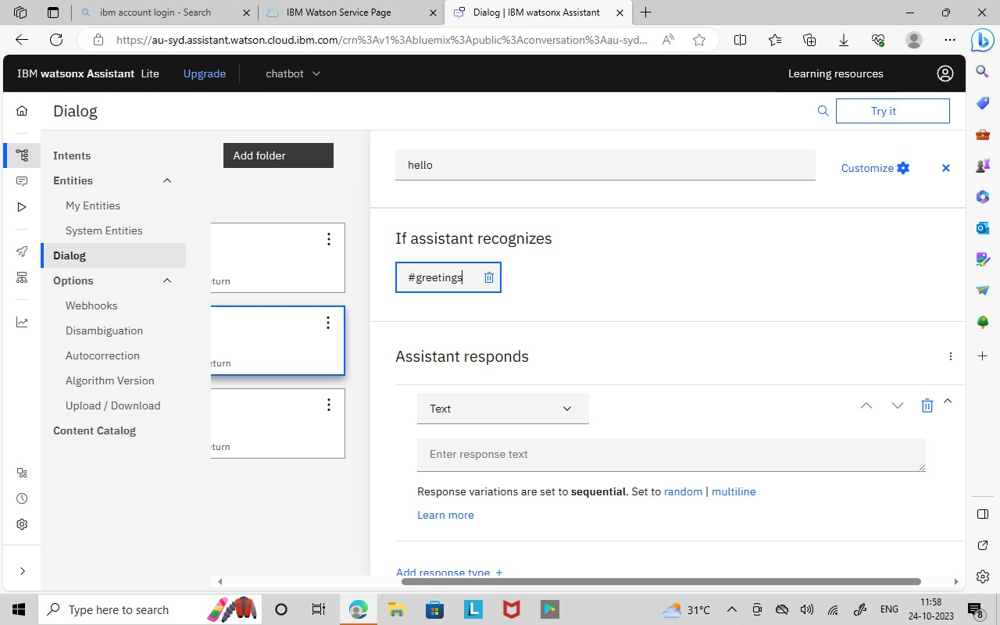 ibm account login - Search
IBM Watson Service Page
Dialog | IBM watsonx Assistant
https://au-syd.assistant.watson.cloud.ibm.com/crn%3Av1%3Abluemix%3Apublic%3Aconversation%3Aau-syd...
IBM watsonx Assistant Lite
Upgrade
chatbot
Learning resources
Dialog
Try it
Intents
Entities
My Entities
System Entities
Dialog
Options
Webhooks
Disambiguation
Autocorrection
Algorithm Version
Upload / Download
Content Catalog
Add folder
eturn
eturn
eturn
hello
Customize
If assistant recognizes
#greetings
Assistant responds
Text
Enter response text
Response variations are set to sequential. Set to random | multiline
Learn more
Add response type +
Type here to search
31°C
ENG
11:58
24-10-2023
8